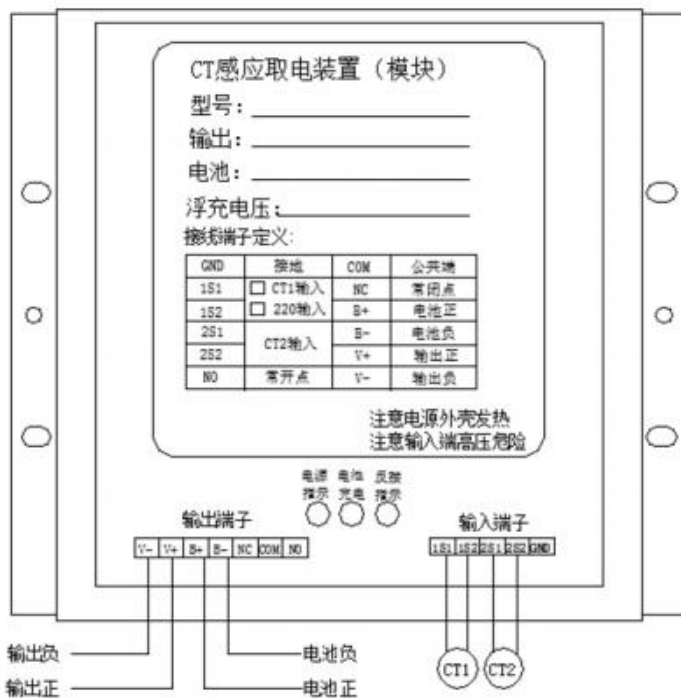 CT感应取电装置（模块）
型号：
输出：
电池：
浮充电压：
接线端子定义：
GND 接地 COM 公共端
1S1 CT1输入 NC 常闭点
1S2 220输入 B+ 电池正
2S1 CT2输入 B- 电池负
2S2 V+ 输出正
NO 常开点 V- 输出负
注意电源外壳发热
注意输入端高压危险
电源指示 电池充电 反接指示
输出端子 输入端子
V- V+ B+ B- NC COM NO 1S1 1S2 2S1 2S2 GND
输出负 电池负 CT1 CT2
输出正 电池正